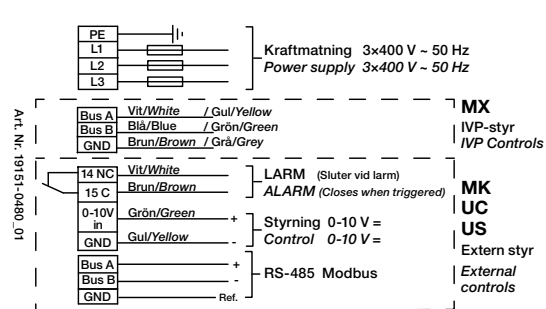 PE
L1
L2
L3
Kraftmatning 3×400 V ~ 50 Hz
Power supply 3×400 V ~ 50 Hz
Art. Nr. 19151-0480_01
Bus A Vit/White / Gul/Yellow
Bus B Blå/Blue / Grön/Green
GND Brun/Brown / Grå/Grey
MX
IVP-styr
IVP Controls
14 NC Vit/White
15 C Brun/Brown
LARM (Sluter vid larm)
ALARM (Closes when triggered)
0-10V in Grön/Green +
GND Gul/Yellow -
Styrning 0-10 V =
Control 0-10 V =
Bus A +
Bus B -
GND Ref.
RS-485 Modbus
MK
UC
US
Extern styr
External
controls